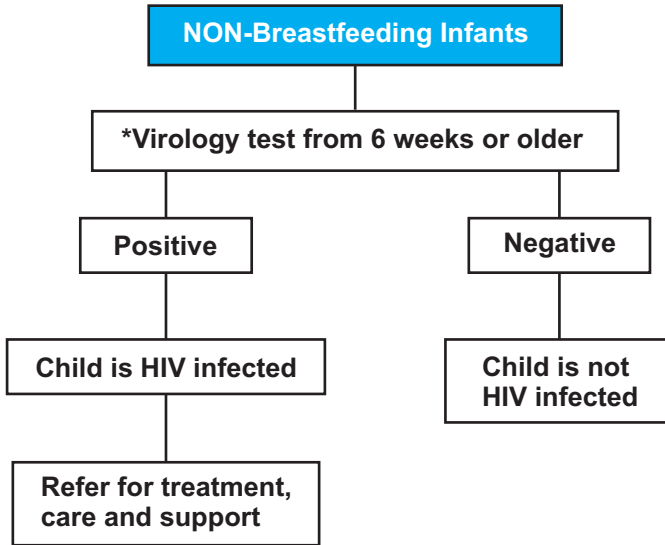 NON-Breastfeeding Infants
*Virology test from 6 weeks or older
Positive
Negative
Child is HIV infected
Child is not
HIV infected
Refer for treatment,
care and support